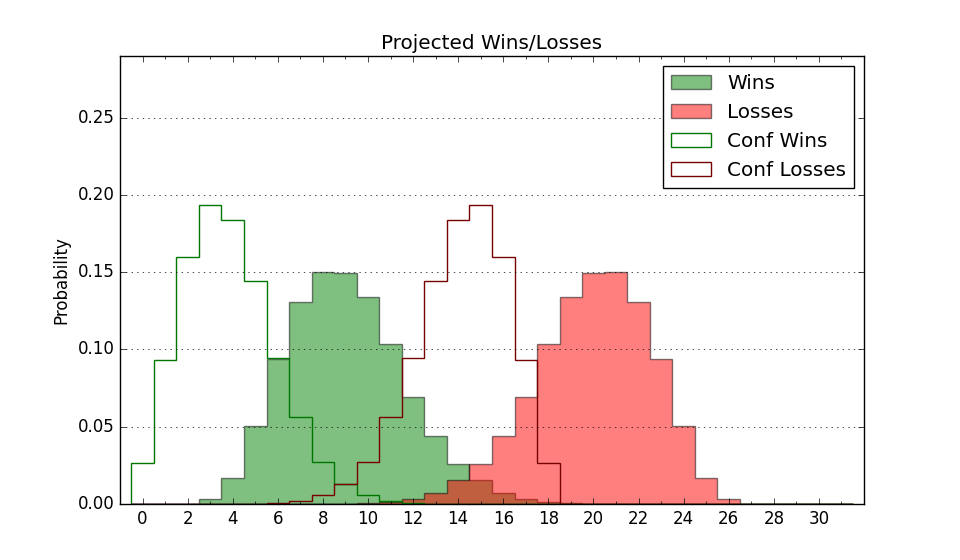 Projected Wins/Losses
Wins
Losses
Conf Wins
Conf Losses
Probability
0.25
0.20
0.15
0.10
0.05
0.00
0 2 4 6 8 10 12 14 16 18 20 22 24 26 28 30